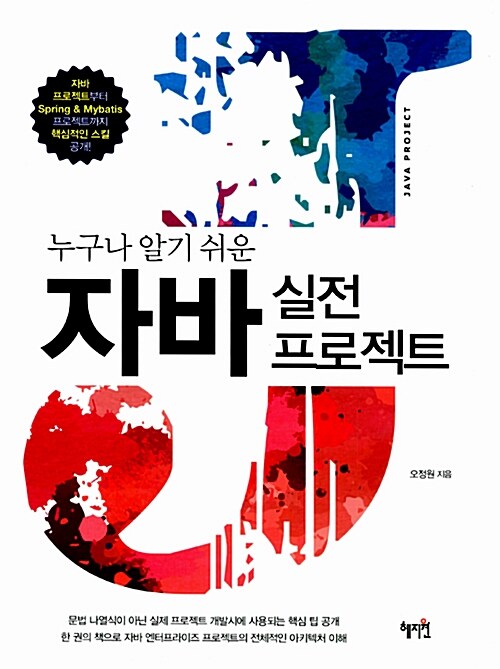 자바
프로젝트부터
Spring & Mybatis
프로젝트까지
핵심적인 스킬
공개!
JAVA PROJECT
누구나 알기 쉬운
자바 실전
프로젝트
오정원 지음
문법 나열식이 아닌 실제 프로젝트 개발시에 사용되는 핵심 팁 공개
한 권의 책으로 자바 엔터프라이즈 프로젝트의 전체적인 아키텍처 이해
혜지원